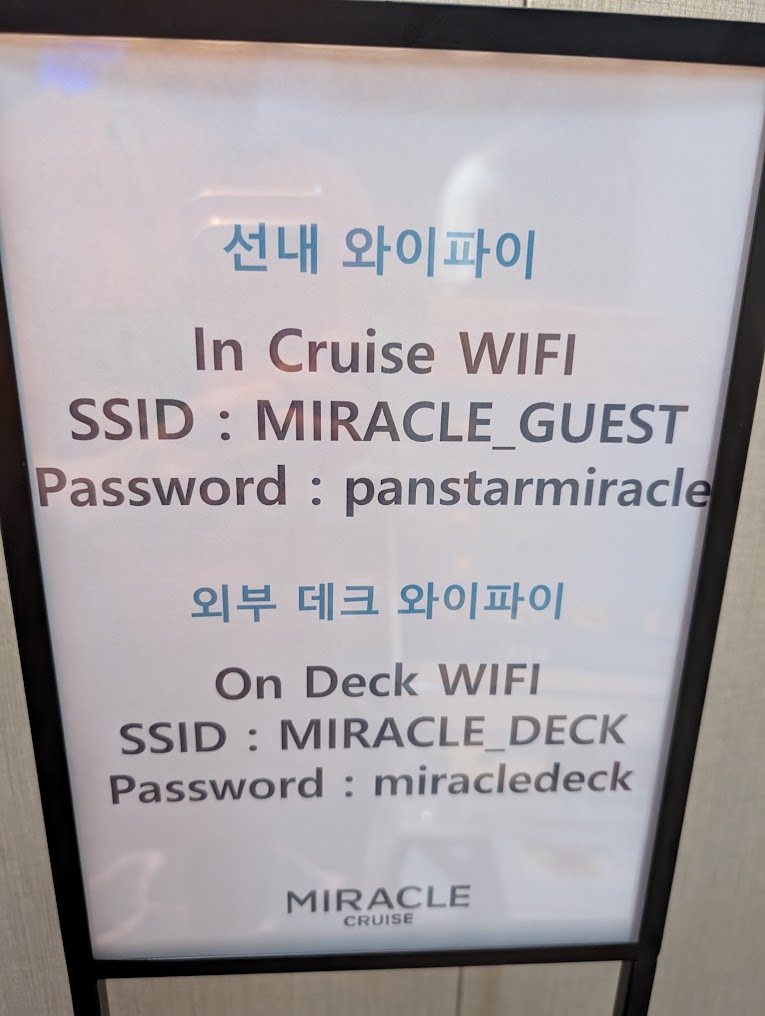 선내 와이파이
In Cruise WIFI
SSID : MIRACLE_GUEST
Password : panstarmiracle
외부 데크 와이파이
On Deck WIFI
SSID : MIRACLE_DECK
Password : miracledeck
MIRACLE
CRUISE